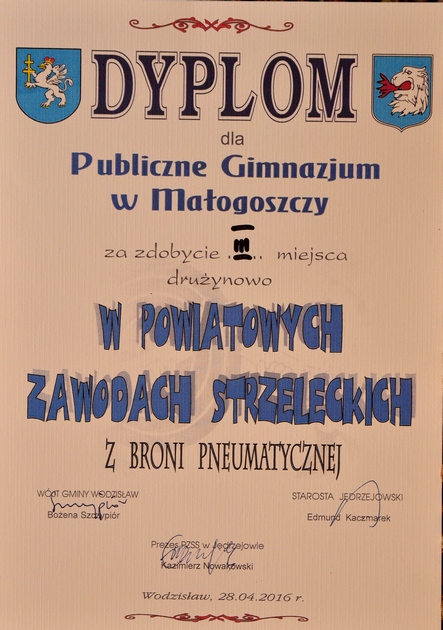 DYPLOM
dla
Publiczne Gimnazjum
w Małogoszczy
za zdobycie .III.. miejsca
drużynowo
W POWIATOWYCH
ZAWODACH STRZELECKICH
Z BRONI PNEUMATYCZNEJ
WÓJT GMINY WODZISŁAW
Bożena Szczypiór
STAROSTA JĘDRZEJOWSKI
Edmund Kaczmarek
Prezes PZSS w Jędrzejowie
Kazimierz Nowakowski
Wodzisław, 28.04.2016 r.